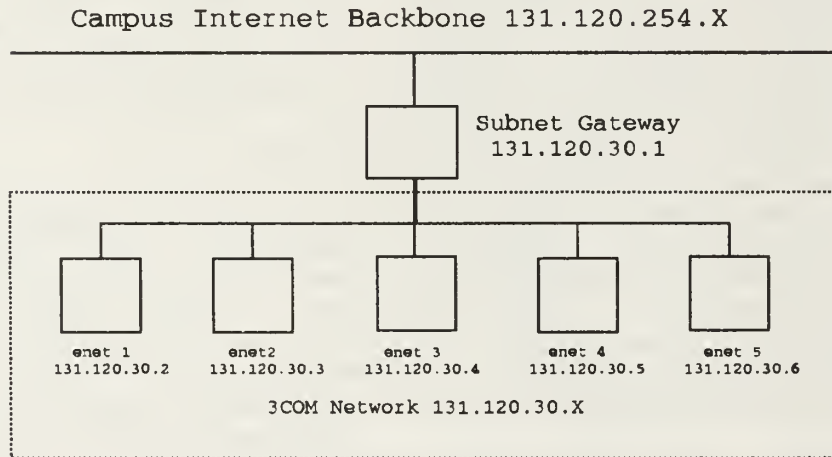 Campus Internet Backbone 131.120.254.X
Subnet Gateway
131.120.30.1
enet 1
131.120.30.2
enet2
131.120.30.3
enet 3
131.120.30.4
enet 4
131.120.30.5
enet 5
131.120.30.6
3COM Network 131.120.30.X